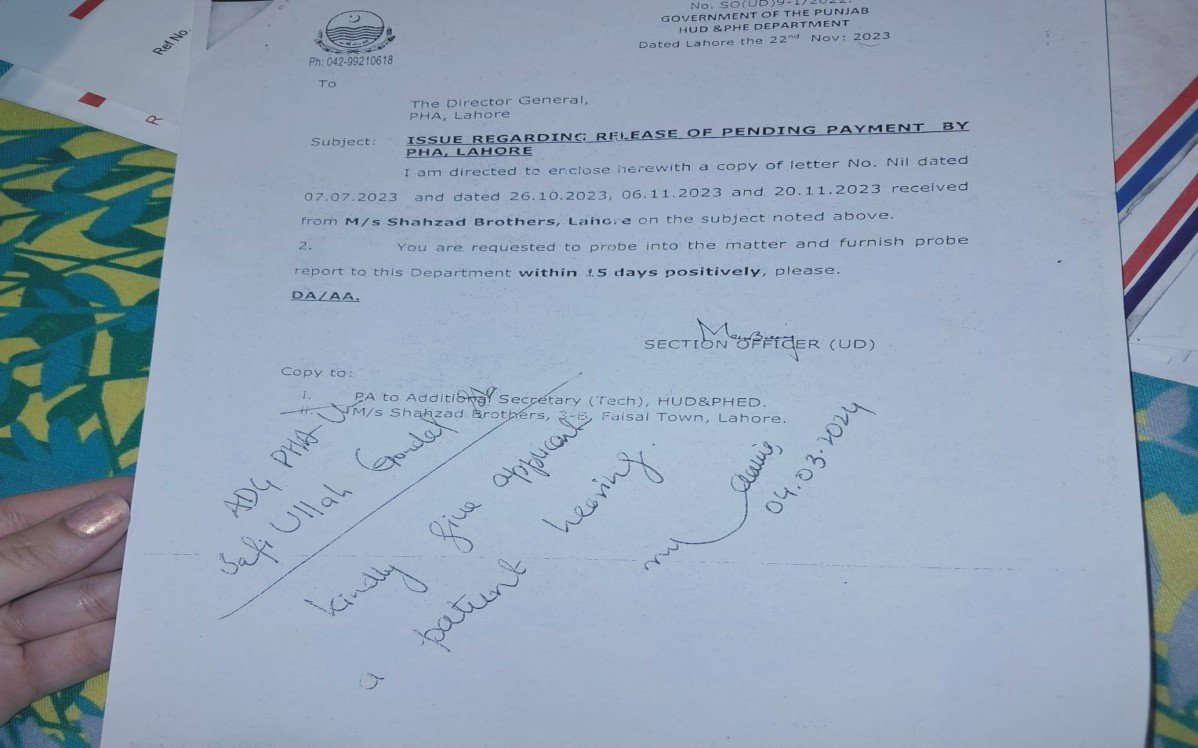 Ref No
R
No. SO(UD)9-1/2022.
GOVERNMENT OF THE PUNJAB
HUD &PHE DEPARTMENT
Dated Lahore the 22nd Nov: 2023
Ph: 042-99210618
To
The Director General,
PHA, Lahore
Subject: ISSUE REGARDING RELEASE OF PENDING PAYMENT BY
PHA, LAHORE
I am directed to enclose herewith a copy of letter No. Nil dated
07.07.2023 and dated 26.10.2023, 06.11.2023 and 20.11.2023 received
from M/s Shahzad Brothers, Lahore on the subject noted above.
2. You are requested to probe into the matter and furnish probe
report to this Department within 15 days positively, please.
DA/AA.
SECTION OFFICER (UD)
Copy to:
i. PA to Additional Secretary (Tech), HUD&PHED.
ii. M/s Shahzad Brothers, 3-B, Faisal Town, Lahore.
ADG PHA
Safi Ullah Gondal
kindly give applicant
a patient hearing.
04.03.2024